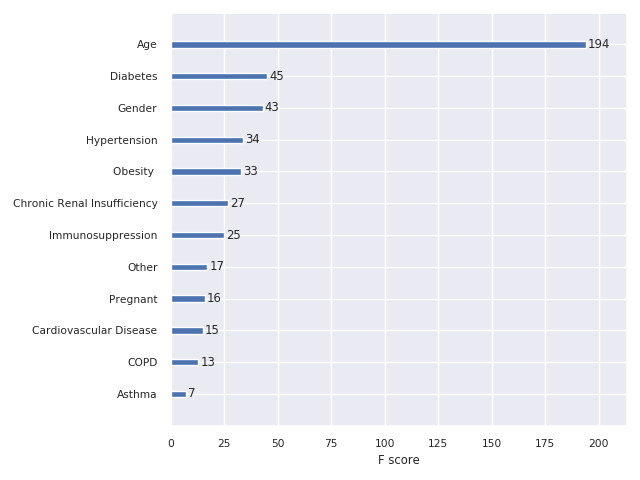 Age 194
Diabetes 45
Gender 43
Hypertension 34
Obesity 33
Chronic Renal Insufficiency 27
Immunosuppression 25
Other 17
Pregnant 16
Cardiovascular Disease 15
COPD 13
Asthma 7
0 25 50 75 100 125 150 175 200
F score